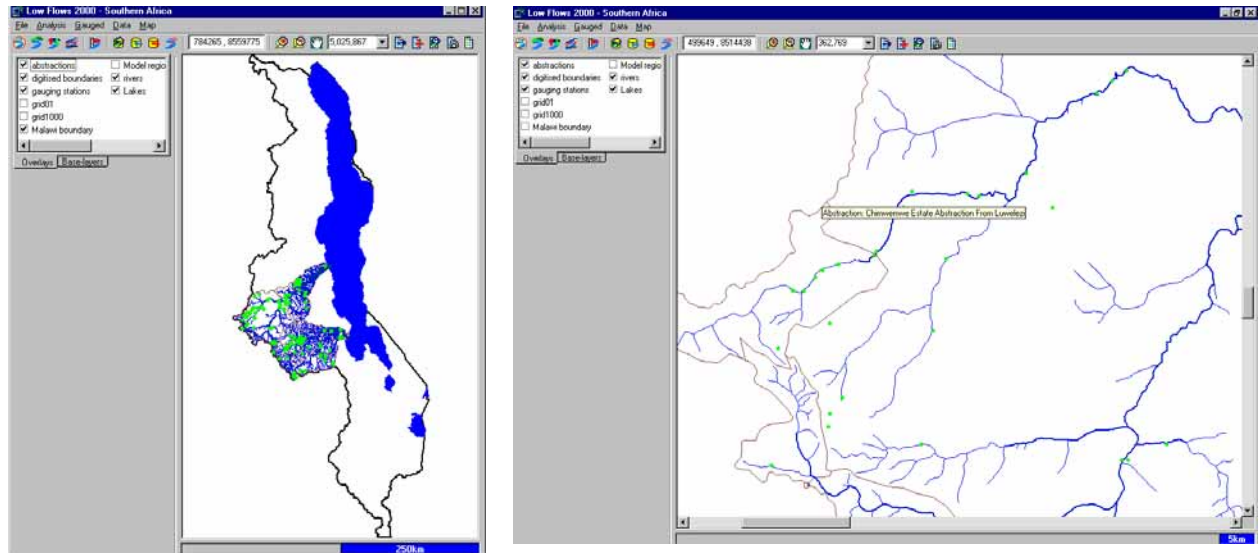 Low Flows 2000 - Southern Africa
File Analysis Gauged Data Map
784265 , 8559775
5,025,867
abstractions
Model regio
digitised boundaries
rivers
gauging stations
Lakes
grid01
grid1000
Malawi boundary
Overlays Base-layers
250km
Low Flows 2000 - Southern Africa
File Analysis Gauged Data Map
499649 , 8514438
362,769
abstractions
Model regio
digitised boundaries
rivers
gauging stations
Lakes
grid01
grid1000
Malawi boundary
Overlays Base-layers
Abstraction: Estate Abstraction From
5km